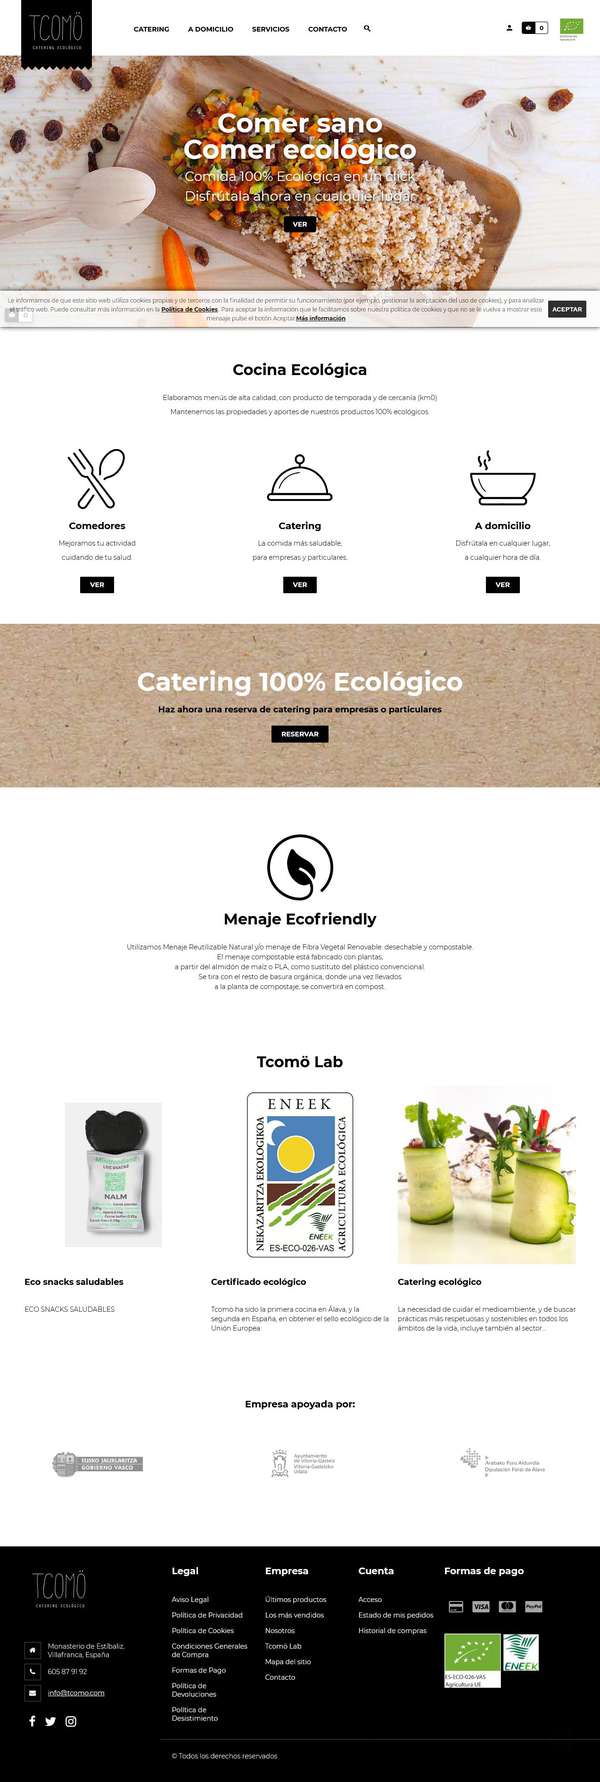 TCOMÖ
CATERING ECOLÓGICO
CATERING
A DOMICILIO
SERVICIOS
CONTACTO
0
Comer sano
Comer ecológico
Comida 100% Ecológica en un click.
Disfrútala ahora en cualquier lugar.
VER
Le informamos de que este sitio web utiliza cookies propias y de terceros con la finalidad de permitir su funcionamiento (por ejemplo, gestionar la aceptación del uso de cookies), y para analizar
el tráfico web. Puede consultar más información en la Política de Cookies. Para aceptar la información que le facilitamos sobre nuestra política de cookies y que no se le vuelva a mostrar este
mensaje pulse el botón Aceptar.Más información
ACEPTAR
0
Cocina Ecológica
Elaboramos menús de alta calidad, con producto de temporada y de cercanía (km0)
Mantenemos las propiedades y aportes de nuestros productos 100% ecológicos.
Comedores
Mejoramos tu actividad
cuidando de tu salud.
VER
Catering
La comida más saludable,
para empresas y particulares.
VER
A domicilio
Disfrútala en cualquier lugar,
a cualquier hora de día.
VER
Catering 100% Ecológico
Haz ahora una reserva de catering para empresas o particulares
RESERVAR
Menaje Ecofriendly
Utilizamos Menaje Reutilizable Natural y/o menaje de Fibra Vegetal Renovable: desechable y compostable.
El menaje compostable está fabricado con plantas,
a partir del almidón de maíz o PLA, como sustituto del plástico convencional.
Se tira con el resto de basura orgánica, donde una vez llevados
a la planta de compostaje, se convertirá en compost.
Tcomö Lab
LIVE SNACKS
NALM
ENEEK
NEKAZARITZA EKOLOGIKOA
AGRICULTURA ECOLÓGICA
ENEEK
ES-ECO-026-VAS
Eco snacks saludables
ECO SNACKS SALUDABLES
Certificado ecológico
Tcomö ha sido la primera cocina en Álava, y la
segunda en España, en obtener el sello ecológico de la
Unión Europea
Catering ecológico
La necesidad de cuidar el medioambiente, y de buscar
prácticas más respetuosas y sostenibles en todos los
ámbitos de la vida, incluye también al sector...
Empresa apoyada por:
EUSKO JAURLARITZA
GOBIERNO VASCO
Ayuntamiento
de Vitoria-Gasteiz
Vitoria-Gasteizko
Udala
Arabako Foru Aldundia
Diputación Foral de Álava
TCOMÖ
CATERING ECOLÓGICO
Monasterio de Estíbaliz,
Villafranca, España
605 87 91 92
info@tcomo.com
Legal
Aviso Legal
Política de Privacidad
Política de Cookies
Condiciones Generales
de Compra
Formas de Pago
Política de
Devoluciones
Política de
Desistimiento
Empresa
Últimos productos
Los más vendidos
Nosotros
Tcomö Lab
Mapa del sitio
Contacto
Cuenta
Acceso
Estado de mis pedidos
Historial de compras
Formas de pago
VISA
PayPal
ENEEK
ES-ECO-026-VAS
Agricultura UE
© Todos los derechos reservados